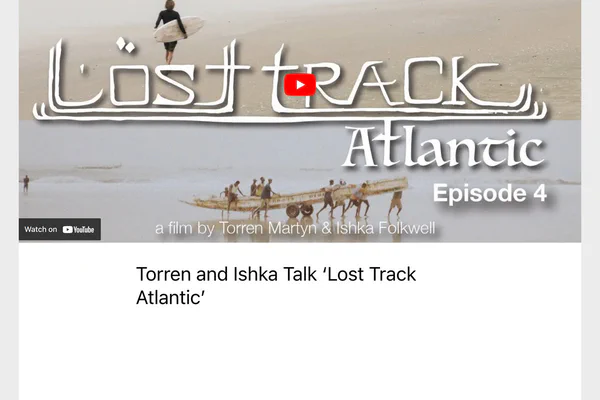 Lost track
Atlantic
Episode 4
Watch on YouTube
a film by Torren Martyn & Ishka Folkwell
Torren and Ishka Talk ‘Lost Track
Atlantic’